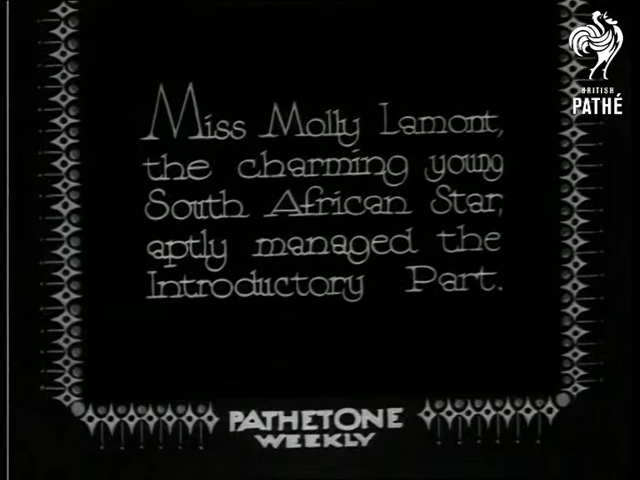 BRITISH
PATHÉ
Miss Molly Lamont,
the charming young
South African Star,
aptly managed the
Introductory Part.
PATHETONE
WEEKLY